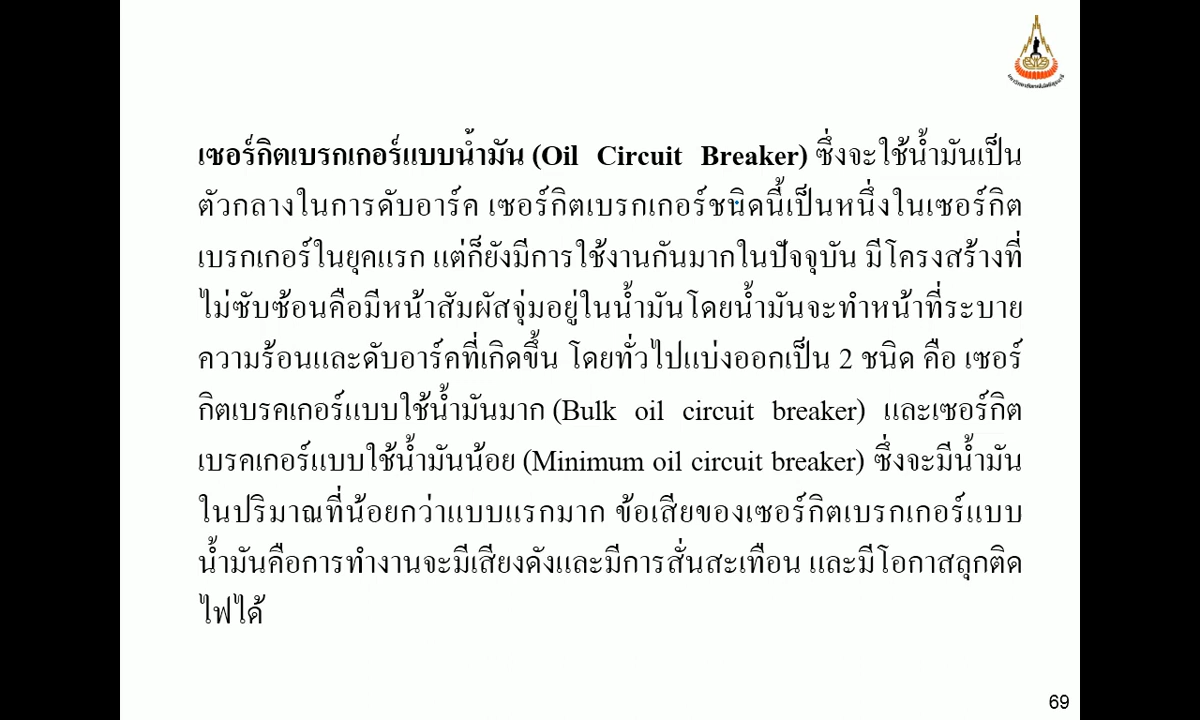 เซอร์กิตเบรกเกอร์แบบน้ำมัน (Oil Circuit Breaker) ซึ่งจะใช้น้ำมันเป็น
ตัวกลางในการดับอาร์ค เซอร์กิตเบรกเกอร์ชนิดนี้เป็นหนึ่งในเซอร์กิต
เบรกเกอร์ในยุคแรก แต่ก็ยังมีการใช้งานกันมากในปัจจุบัน มีโครงสร้างที่
ไม่ซับซ้อนคือมีหน้าสัมผัสจุ่มอยู่ในน้ำมันโดยน้ำมันจะทำหน้าที่ระบาย
ความร้อนและดับอาร์คที่เกิดขึ้น โดยทั่วไปแบ่งออกเป็น 2 ชนิด คือ เซอร์
กิตเบรคเกอร์แบบใช้น้ำมันมาก (Bulk oil circuit breaker) และเซอร์กิต
เบรคเกอร์แบบใช้น้ำมันน้อย (Minimum oil circuit breaker) ซึ่งจะมีน้ำมัน
ในปริมาณที่น้อยกว่าแบบแรกมาก ข้อเสียของเซอร์กิตเบรกเกอร์แบบ
น้ำมันคือการทำงานจะมีเสียงดังและมีการสั่นสะเทือน และมีโอกาสลุกติด
ไฟได้
69